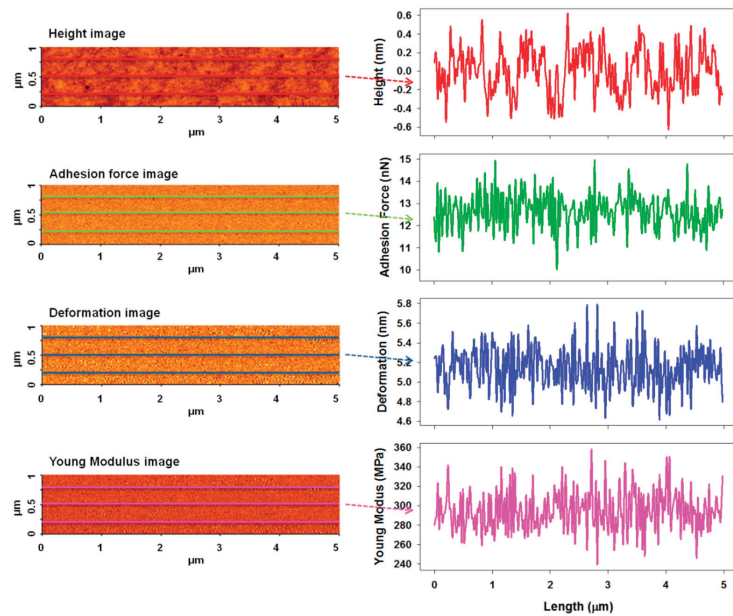 Height image
1
0.5
0
μm
0 1 2 3 4 5
μm
0.6
0.4
0.2
0.0
-0.2
-0.4
-0.6
Height (nm)
Adhesion force image
1
0.5
0
μm
0 1 2 3 4 5
μm
15
14
13
12
11
10
Adhesion Force (nN)
Deformation image
1
0.5
0
μm
0 1 2 3 4 5
μm
5.8
5.6
5.4
5.2
5.0
4.8
4.6
Deformation (nm)
Young Modulus image
1
0.5
0
μm
0 1 2 3 4 5
μm
360
340
320
300
280
260
240
Young Modus (MPa)
0 1 2 3 4 5
Length (μm)